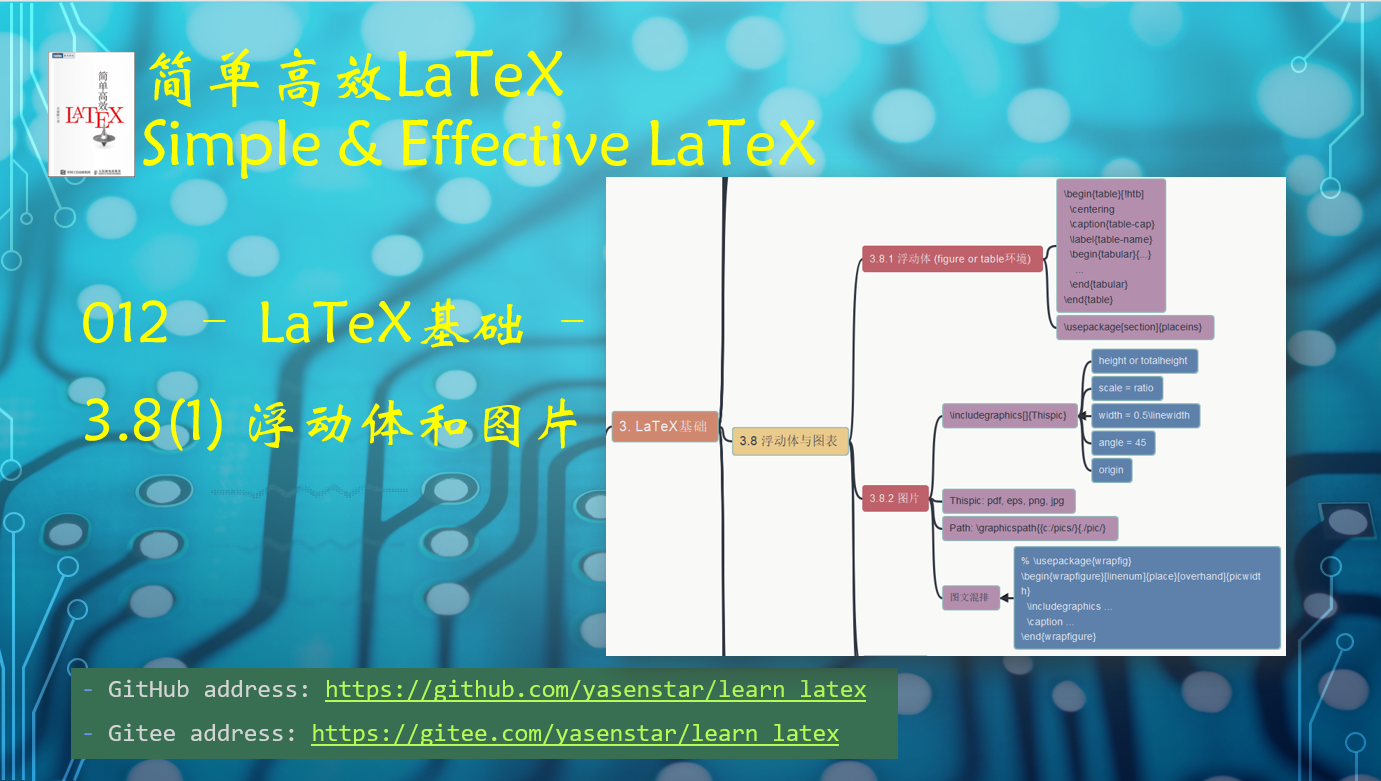 简单高效LaTeX
Simple & Effective LaTeX
简单高效
LATEX
012 - LaTeX基础 -
3.8(1) 浮动体和图片
3. LaTeX基础
3.8 浮动体与图表
3.8.1 浮动体 (figure or table环境)
\begin{table}[!htb]
\centering
\caption{table-cap}
\label{table-name}
\begin{tabular}{...}
...
\end{tabular}
\end{table}
\usepackage[section]{placeins}
3.8.2 图片
\includegraphics[]{Thispic}
height or totalheight
scale = ratio
width = 0.5\linewidth
angle = 45
origin
Thispic: pdf, eps, png, jpg
Path: \graphicspath{{c:/pics/}{./pic/}
图文混排
% \usepackage{wrapfig}
\begin{wrapfigure}[linenum]{place}[overhand]{picwidt
h}
\includegraphics ...
\caption ...
\end{wrapfigure}
- GitHub address: https://github.com/yasenstar/learn_latex
- Gitee address: https://gitee.com/yasenstar/learn_latex